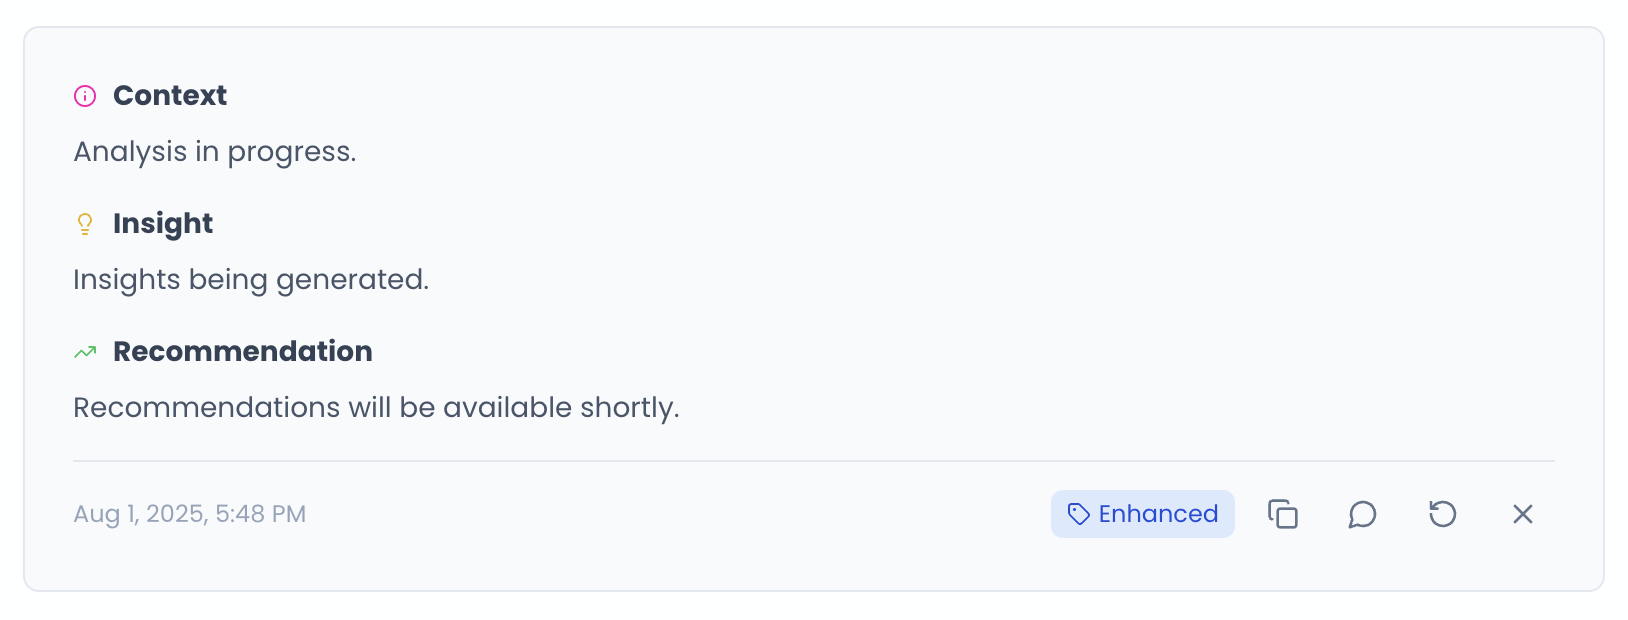 Context
Analysis in progress.
Insight
Insights being generated.
Recommendation
Recommendations will be available shortly.
Aug 1, 2025, 5:48 PM Enhanced